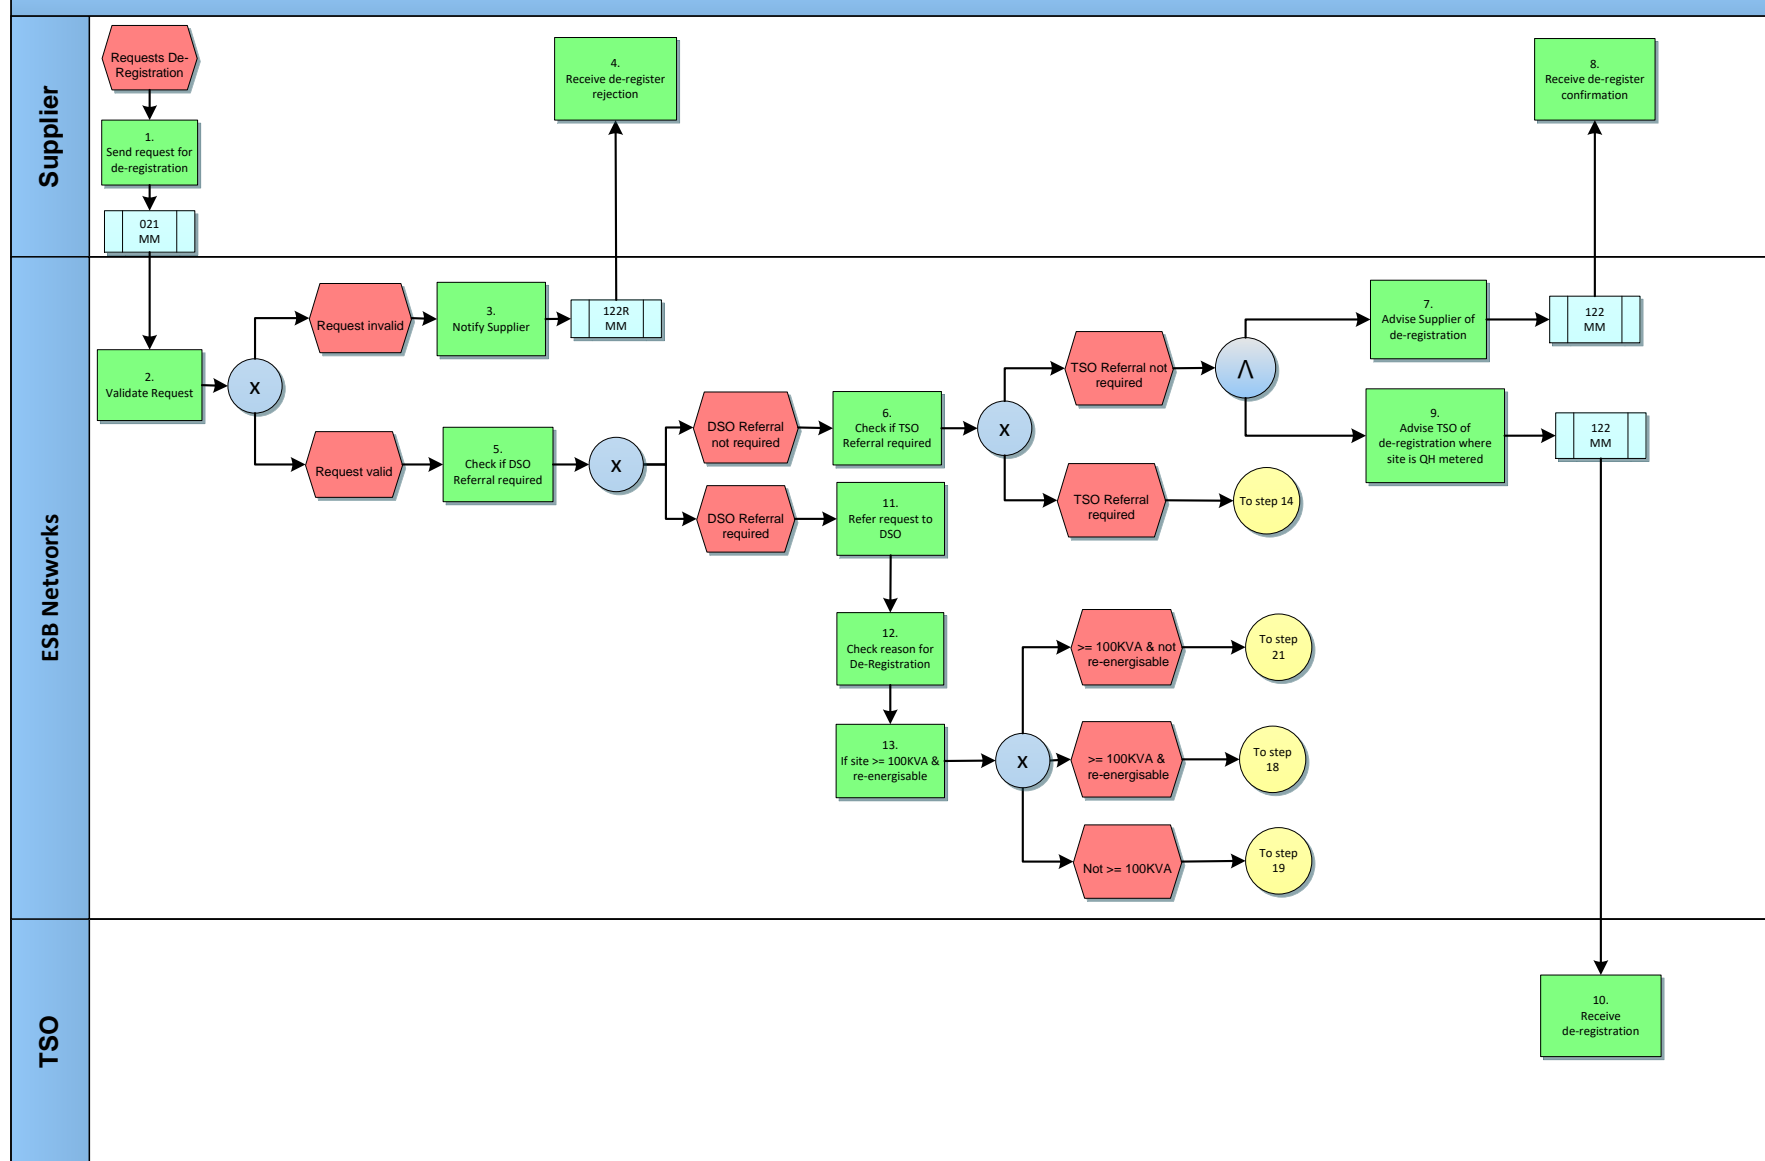 Supplier
Requests De-
Registration
1.
Send request for
de-registration
021
MM
4.
Receive de-register
rejection
8.
Receive de-register
confirmation
ESB Networks
2.
Validate Request
X
Request invalid
3.
Notify Supplier
122R
MM
Request valid
5.
Check if DSO
Referral required
X
DSO Referral
not required
6.
Check if TSO
Referral required
X
TSO Referral not
required
Λ
7.
Advise Supplier of
de-registration
122
MM
9.
Advise TSO of
de-registration where
site is QH metered
122
MM
TSO Referral
required
To step 14
DSO Referral
required
11.
Refer request to
DSO
12.
Check reason for
De-Registration
13.
If site >= 100KVA &
re-energisable
X
>= 100KVA & not
re-energisable
To step
21
>= 100KVA &
re-energisable
To step
18
Not >= 100KVA
To step
19
TSO
10.
Receive
de-registration